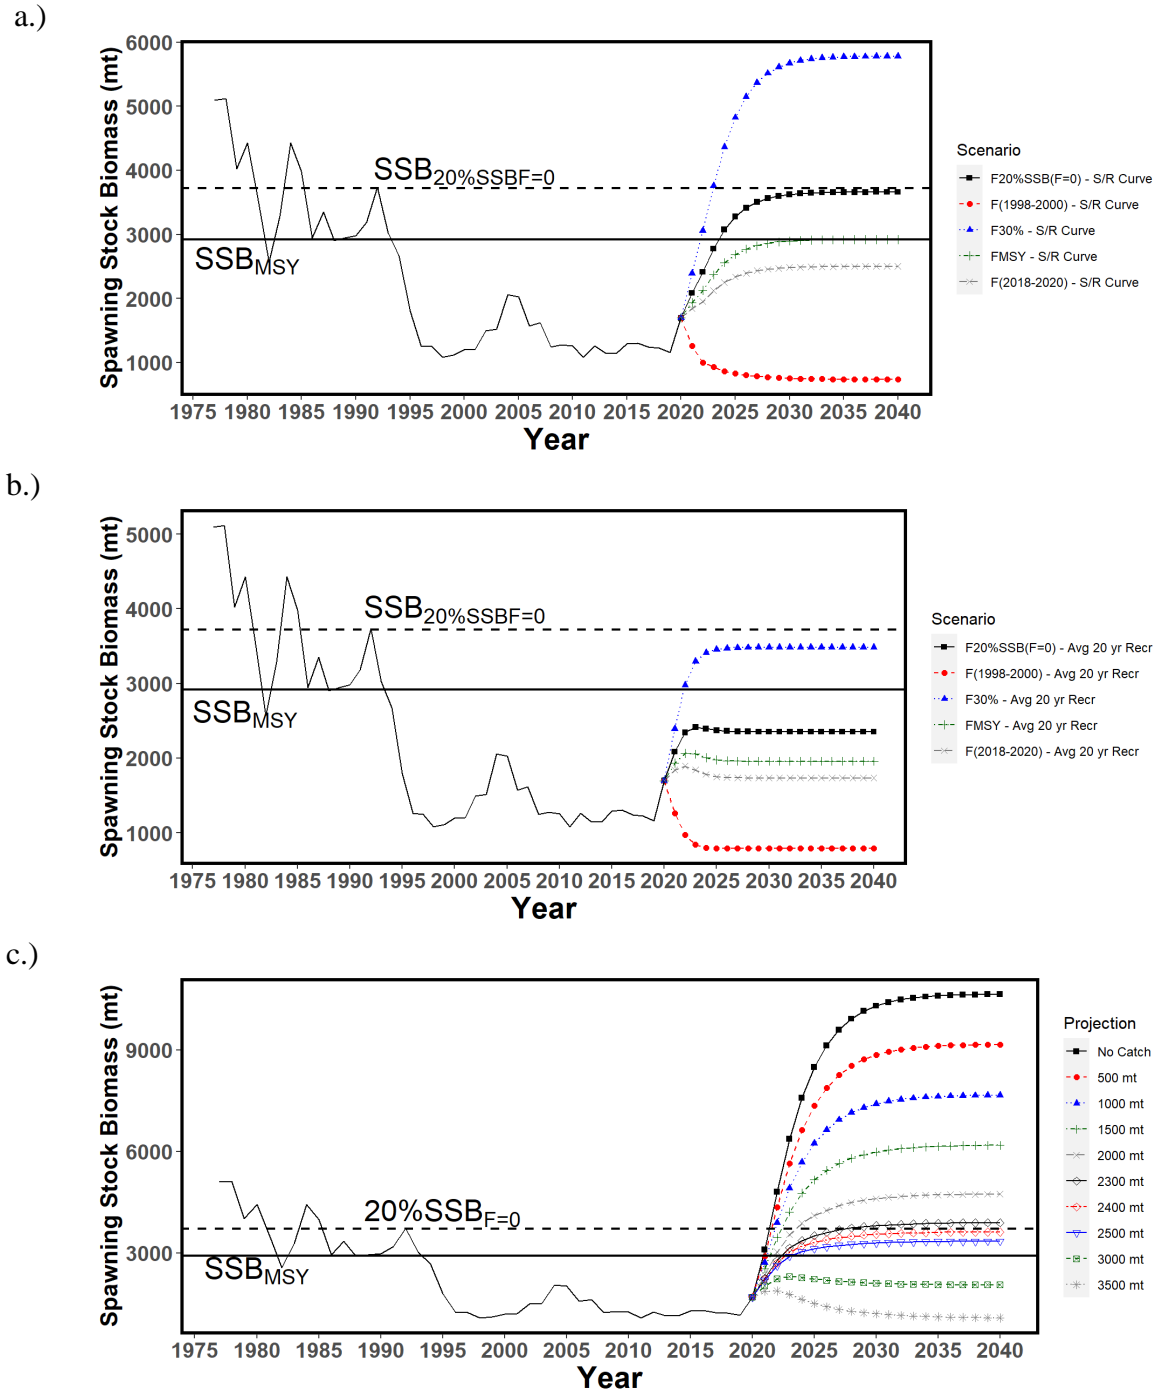 a.)
Spawning Stock Biomass (mt)
6000
5000
4000
3000
2000
1000
SSB20%SSBF=0
SSBMSY
1975 1980 1985 1990 1995 2000 2005 2010 2015 2020 2025 2030 2035 2040
Year
Scenario
F20%SSB(F=0) - S/R Curve
F(1998-2000) - S/R Curve
F30% - S/R Curve
FMSY - S/R Curve
F(2018-2020) - S/R Curve
b.)
Spawning Stock Biomass (mt)
5000
4000
3000
2000
1000
SSB20%SSBF=0
SSBMSY
1975 1980 1985 1990 1995 2000 2005 2010 2015 2020 2025 2030 2035 2040
Year
Scenario
F20%SSB(F=0) - Avg 20 yr Recr
F(1998-2000) - Avg 20 yr Recr
F30% - Avg 20 yr Recr
FMSY - Avg 20 yr Recr
F(2018-2020) - Avg 20 yr Recr
c.)
Spawning Stock Biomass (mt)
9000
6000
3000
20%SSBF=0
SSBMSY
1975 1980 1985 1990 1995 2000 2005 2010 2015 2020 2025 2030 2035 2040
Year
Projection
No Catch
500 mt
1000 mt
1500 mt
2000 mt
2300 mt
2400 mt
2500 mt
3000 mt
3500 mt